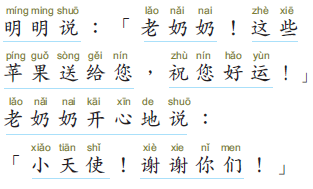 míng míng shuō lǎo nǎi nai zhè xiē
明明说：「老奶奶！这些
píng guǒ sòng gěi nín zhù nín hǎo yùn
苹果送给您，祝您好运！」
lǎo nǎi nai kāi xīn de shuō
老奶奶开心地说：
xiǎo tiān shǐ xiè xie nǐ men
「小天使！谢谢你们！」